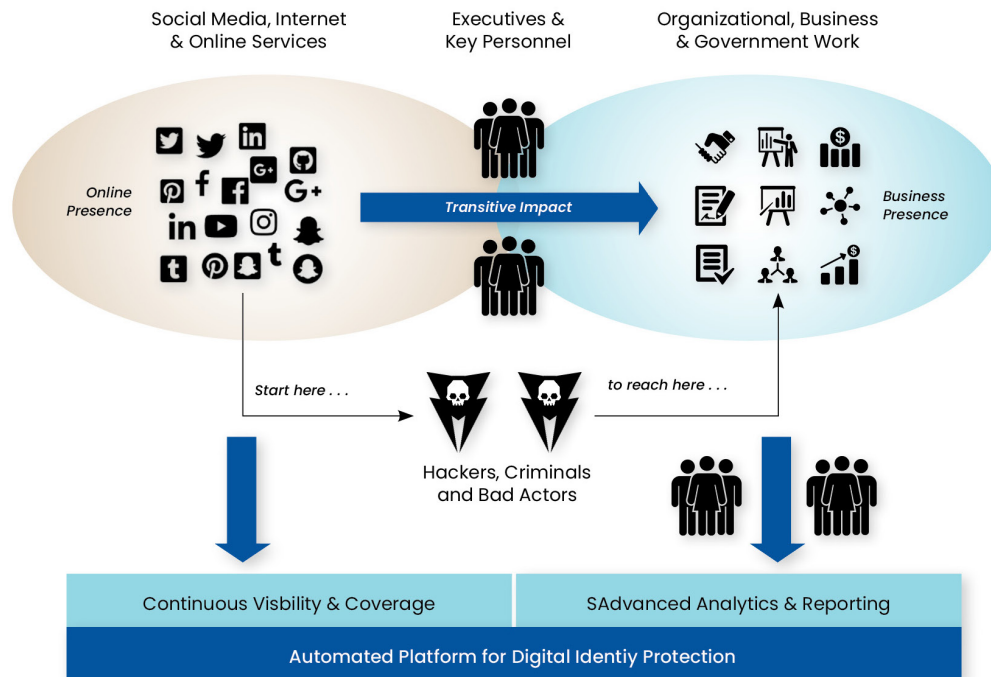 Social Media, Internet
& Online Services
Executives &
Key Personnel
Organizational, Business
& Government Work
Online
Presence
Transitive Impact
Business
Presence
Start here . . .
to reach here . . .
Hackers, Criminals
and Bad Actors
Continuous Visbility & Coverage
SAdvanced Analytics & Reporting
Automated Platform for Digital Identiy Protection